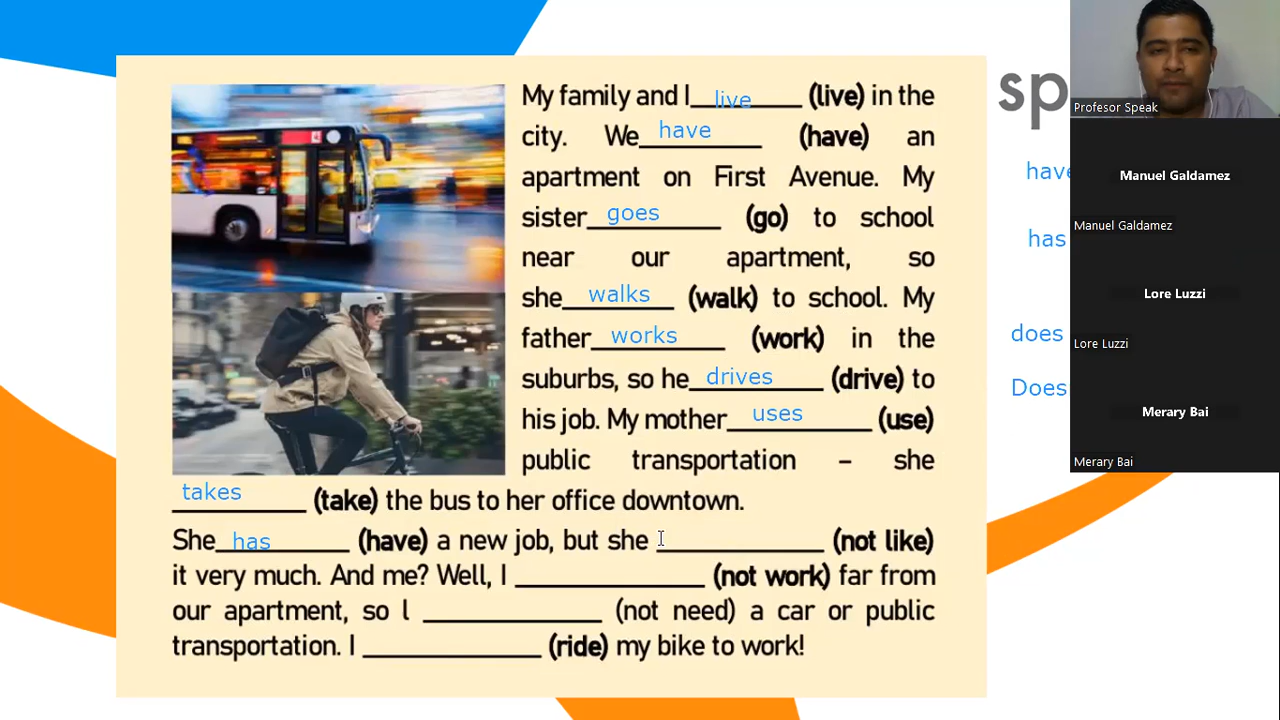 My family and I live (live) in the
city. We have (have) an
apartment on First Avenue. My
sister goes (go) to school
near our apartment, so
she walks (walk) to school. My
father works (work) in the
suburbs, so he drives (drive) to
his job. My mother uses (use)
public transportation – she
takes (take) the bus to her office downtown.
She has (have) a new job, but she ____________ (not like)
it very much. And me? Well, I ____________ (not work) far from
our apartment, so l ____________ (not need) a car or public
transportation. I ____________ (ride) my bike to work!
sp
have
has
does
Does
Profesor Speak
Manuel Galdamez
Manuel Galdamez
Lore Luzzi
Lore Luzzi
Merary Bai
Merary Bai